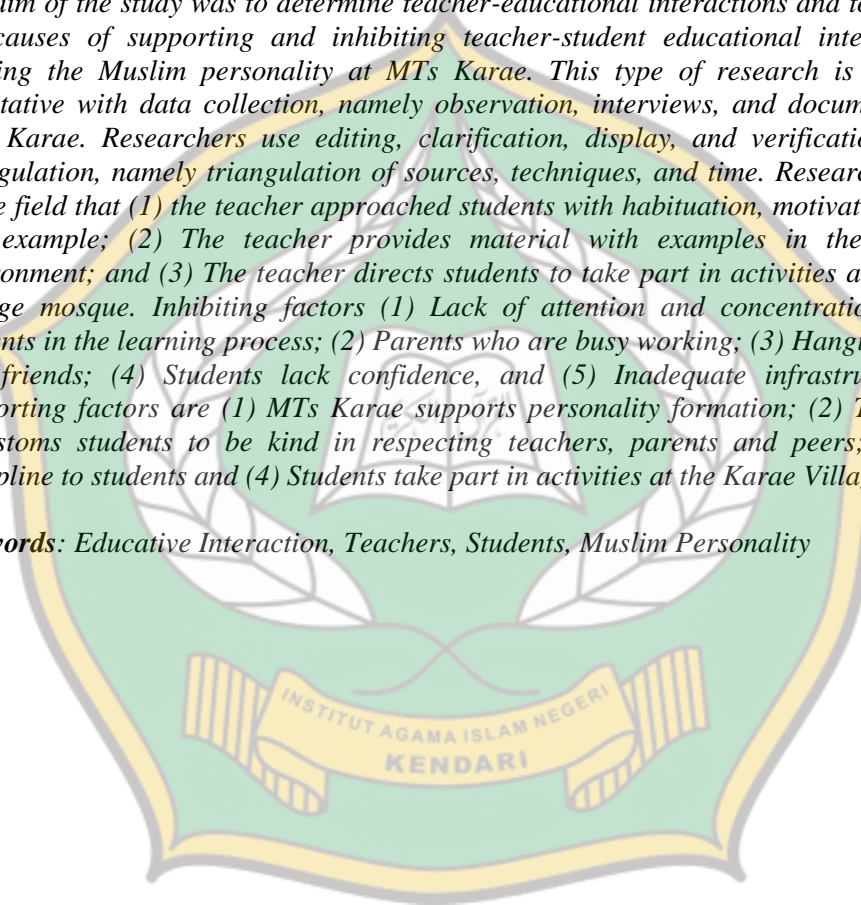 aim of the study was to determine teacher-educational interactions and to
causes of supporting and inhibiting teacher-student educational inte
ing the Muslim personality at MTs Karae. This type of research is
tative with data collection, namely observation, interviews, and docum
Karae. Researchers use editing, clarification, display, and verificatio
gulation, namely triangulation of sources, techniques, and time. Research
e field that (1) the teacher approached students with habituation, motivat
example; (2) The teacher provides material with examples in the
onment; and (3) The teacher directs students to take part in activities a
ge mosque. Inhibiting factors (1) Lack of attention and concentratio
nts in the learning process; (2) Parents who are busy working; (3) Hangi
friends; (4) Students lack confidence, and (5) Inadequate infrastru
orting factors are (1) MTs Karae supports personality formation; (2) T
stoms students to be kind in respecting teachers, parents and peers;
ipline to students and (4) Students take part in activities at the Karae Villa
words: Educative Interaction, Teachers, Students, Muslim Personality
INSTITUT AGAMA ISLAM NEGERI
KENDARI